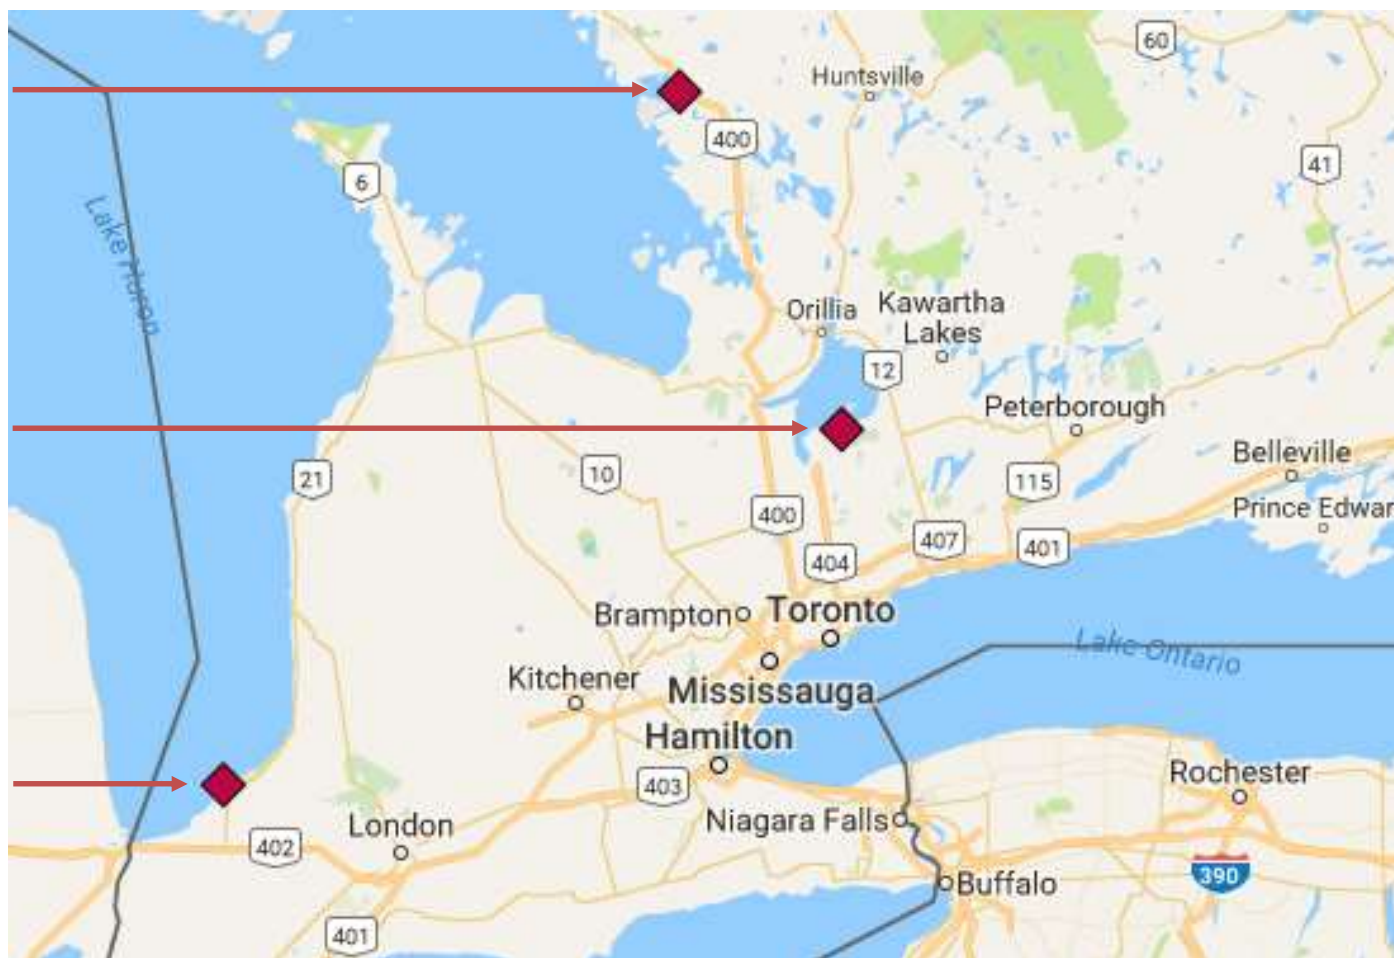 60
Huntsville
400
41
6
Lake Huron
Orillia
Kawartha
Lakes
12
Peterborough
Belleville
21
10
115
Prince Edwar
400
407
401
404
Brampton
Toronto
Lake Ontario
Kitchener
Mississauga
Hamilton
Rochester
403
Niagara Falls
London
402
390
Buffalo
401